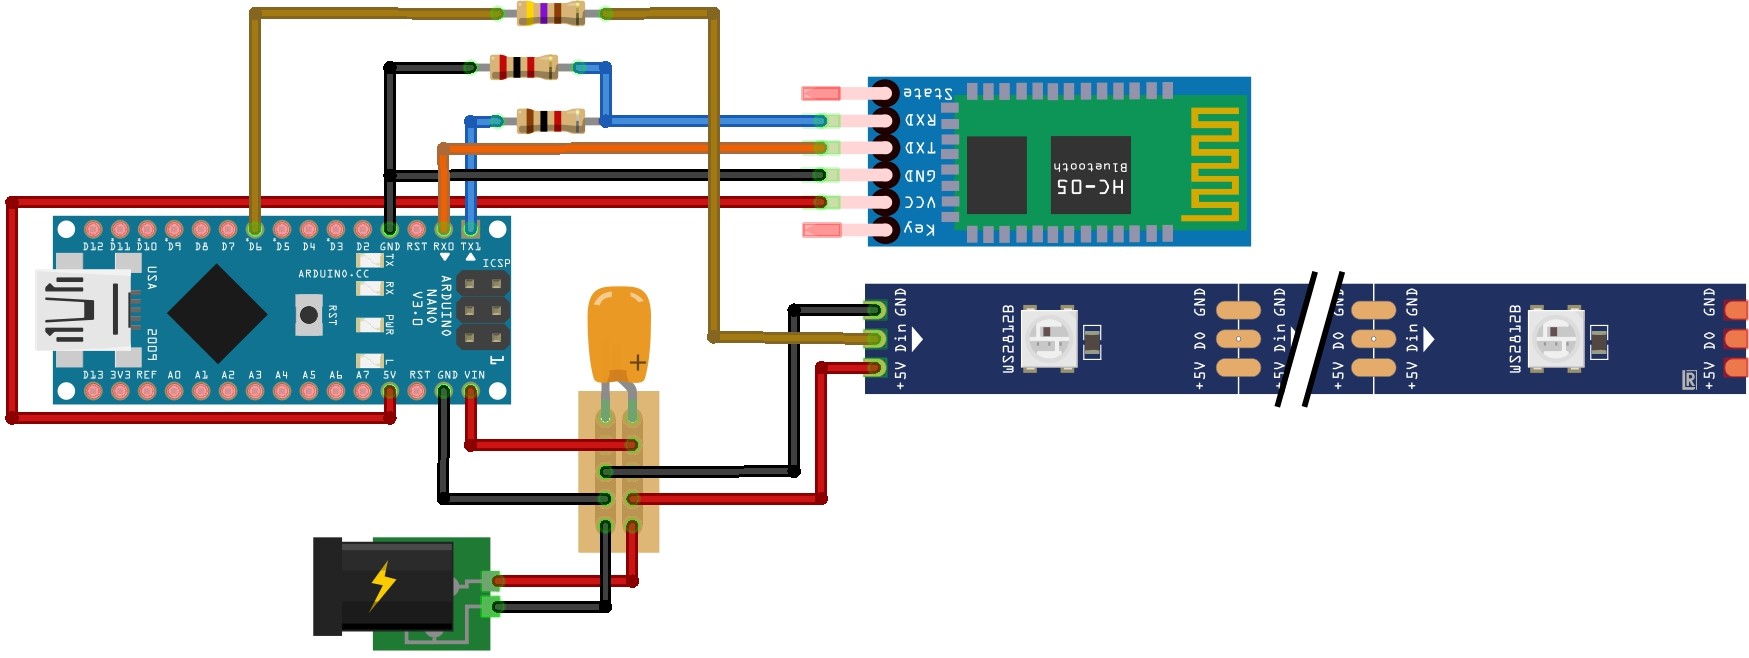 State
RXD
TXD
GND
VCC
Key
HC-05
Bluetooth
D12 D11 D10 D9 D8 D7 D6 D5 D4 D3 D2 GND RST RX0 TX1
TX
RX
PWR
L
USA
2009
ARDUINO.CC
RST
ARDUINO
NANO
V3.0
ICSP
1
D13 3V3 REF A0 A1 A2 A3 A4 A5 A6 A7 5V RST GND VIN
+
+5V Din GND
WS2812B
+5V DO GND
+5V Din GND
+5V DO GND
+5V Din GND
WS2812B
R
+5V DO GND